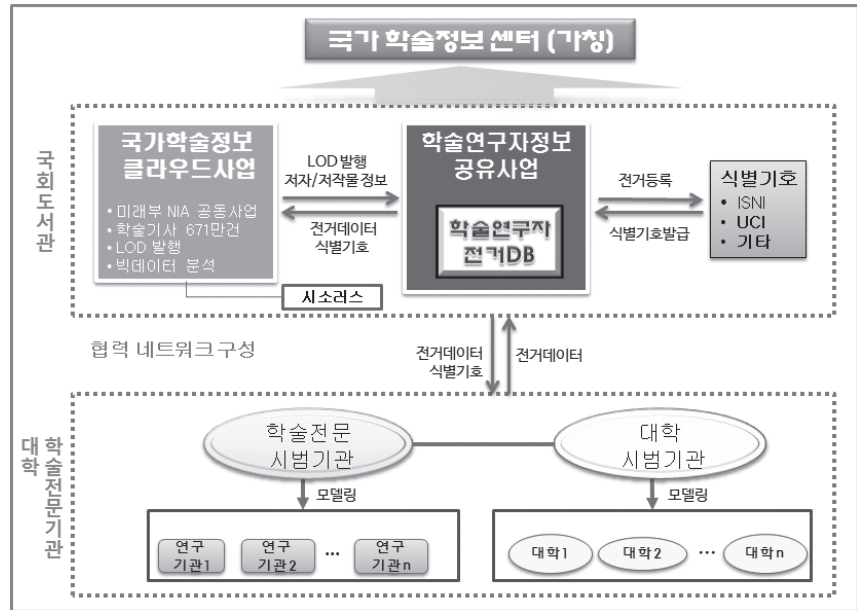 국가 학술정보 센터 (가칭)
국회도서관
국가학술정보
클라우드사업
• 미래부 NIA 공동사업
• 학술기사 671만건
• LOD 발행
• 빅데이터 분석
시소러스
LOD 발행
저자/저작물 정보
전거데이터
식별기호
학술연구자정보
공유사업
학술연구자
전거DB
전거등록
식별기호발급
식별기호
• ISNI
• UCI
• 기타
협력 네트워크 구성
전거데이터
식별기호
전거데이터
대학
학술전문기관
학술전문
시범기관
대학
시범기관
모델링
모델링
연구
기관1
연구
기관2
...
연구
기관n
대학1
대학2
...
대학n